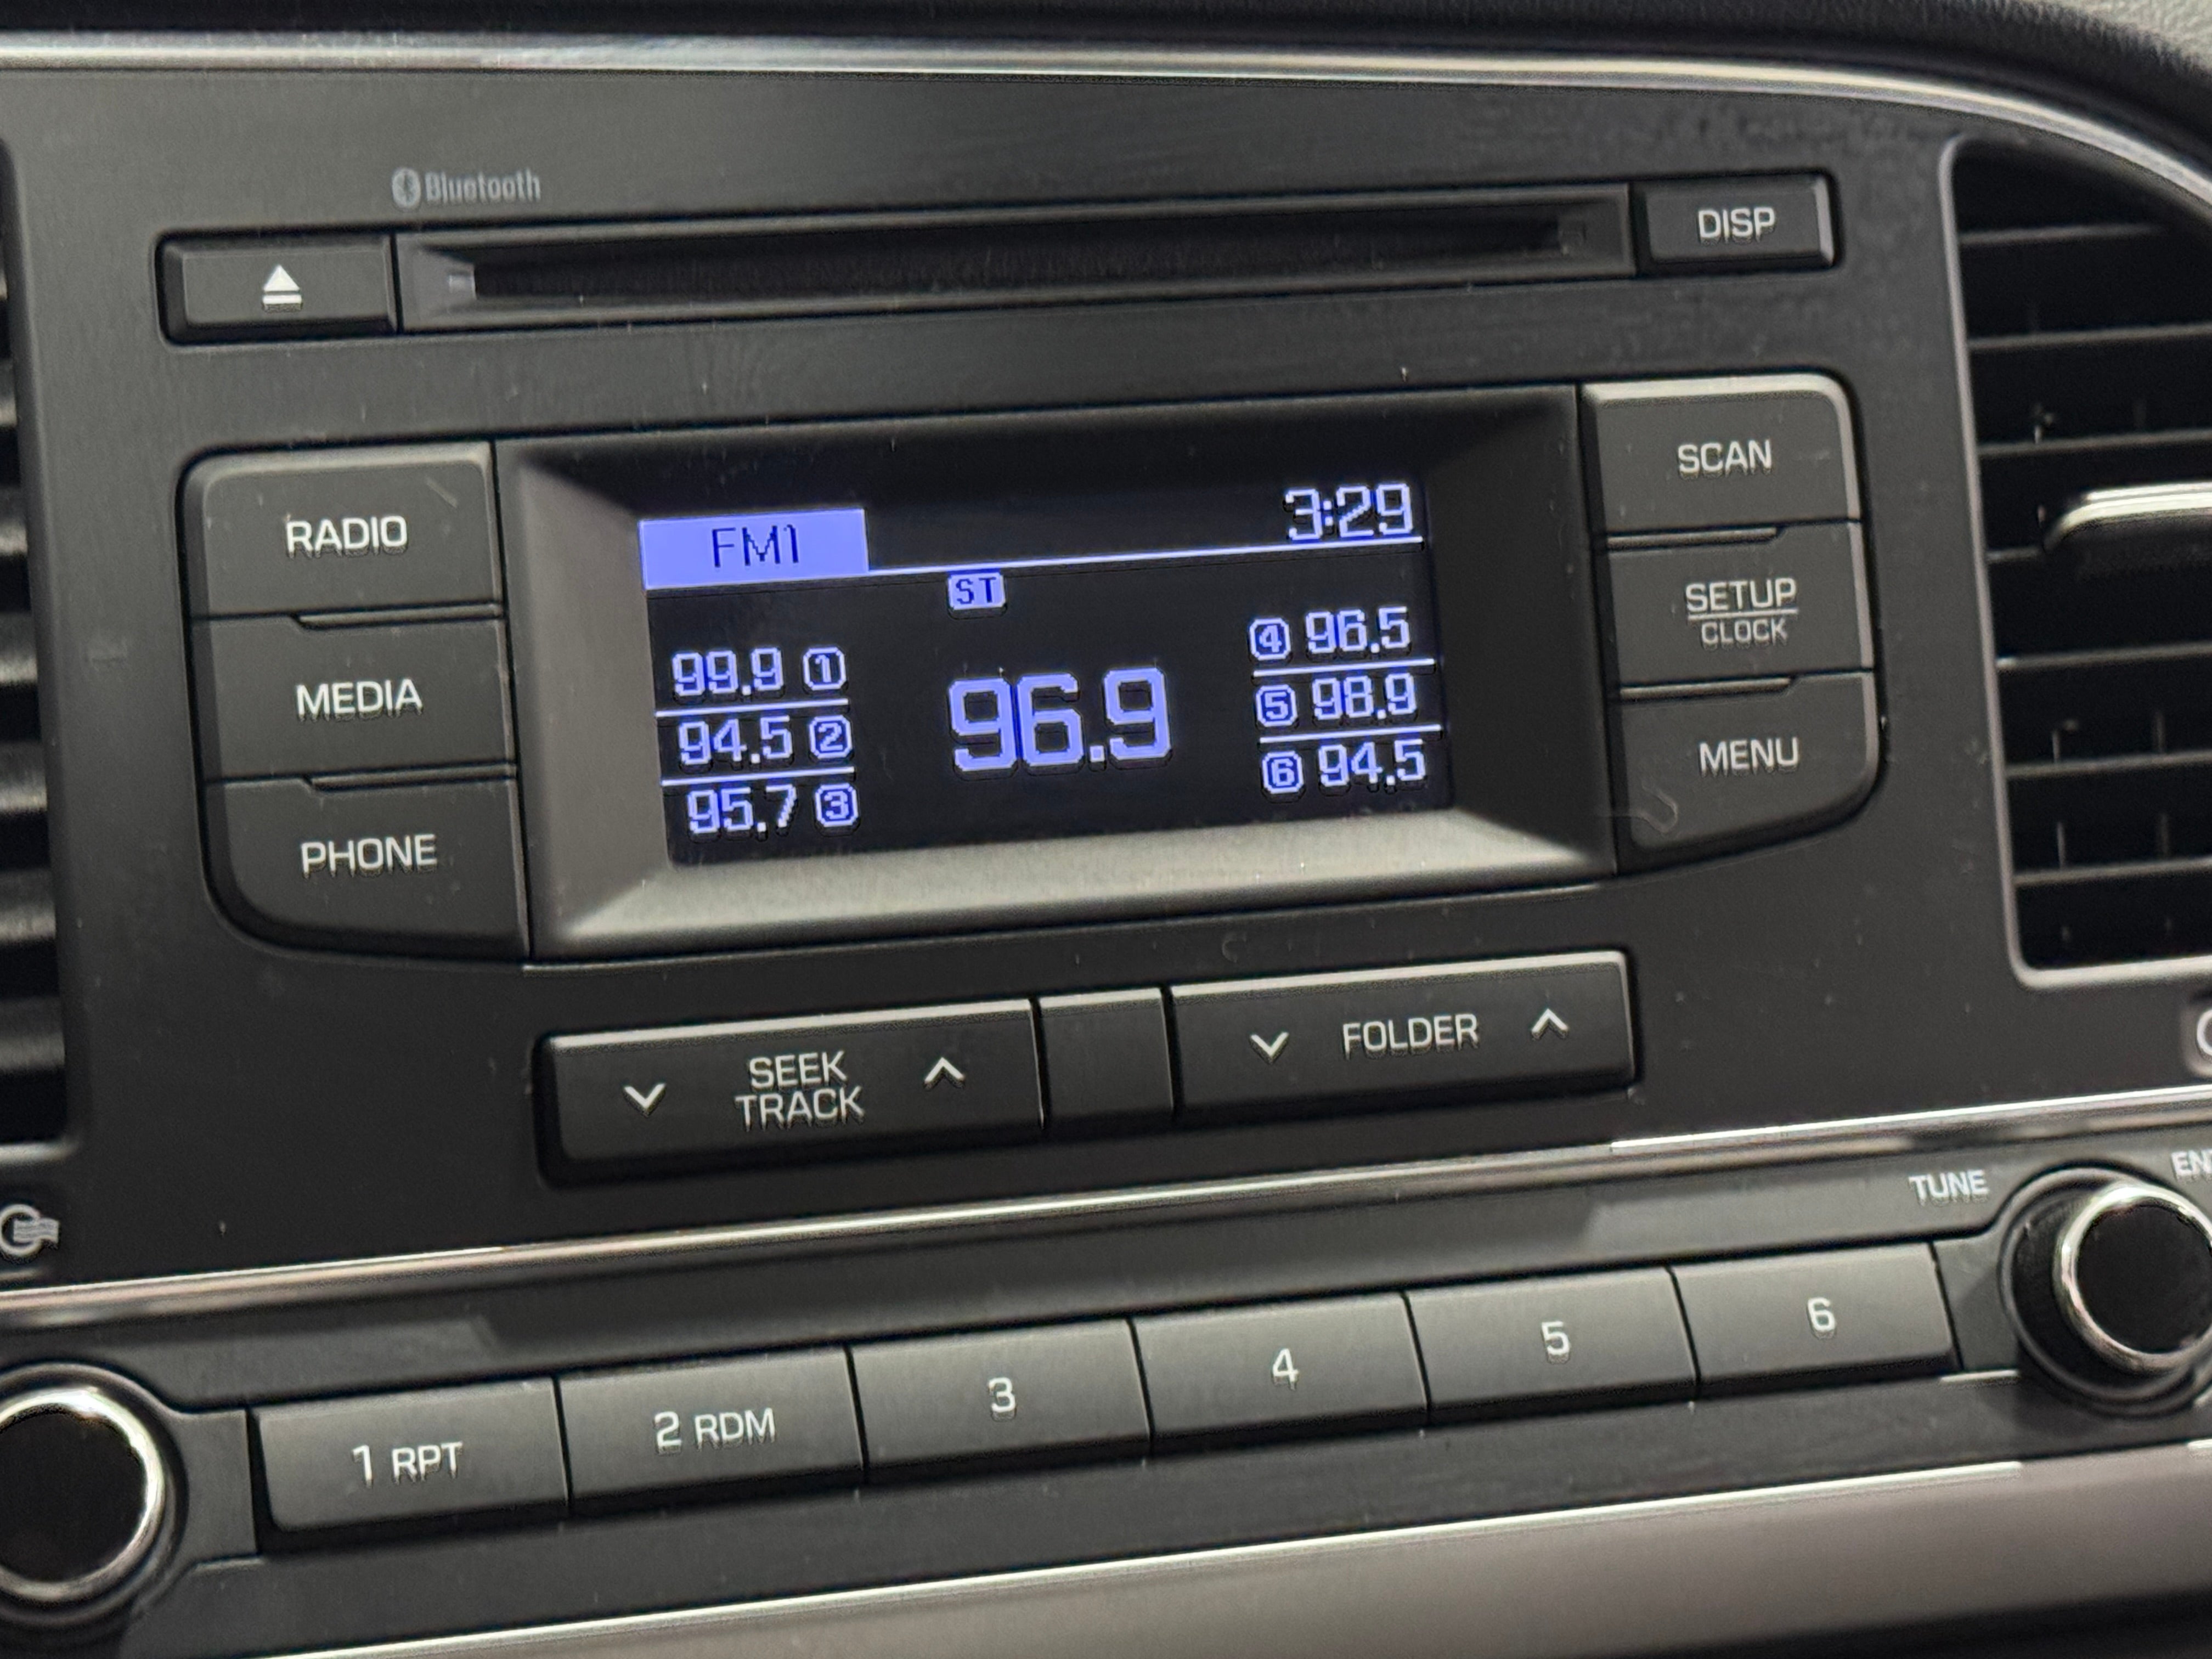 Bluetooth
DISP
RADIO
MEDIA
PHONE
FM1
3:29
ST
99.9 1
94.5 2
95.7 3
96.9
4 96.5
5 98.9
6 94.5
SCAN
SETUP
CLOCK
MENU
SEEK
TRACK
FOLDER
TUNE
1 RPT
2 RDM
3
4
5
6